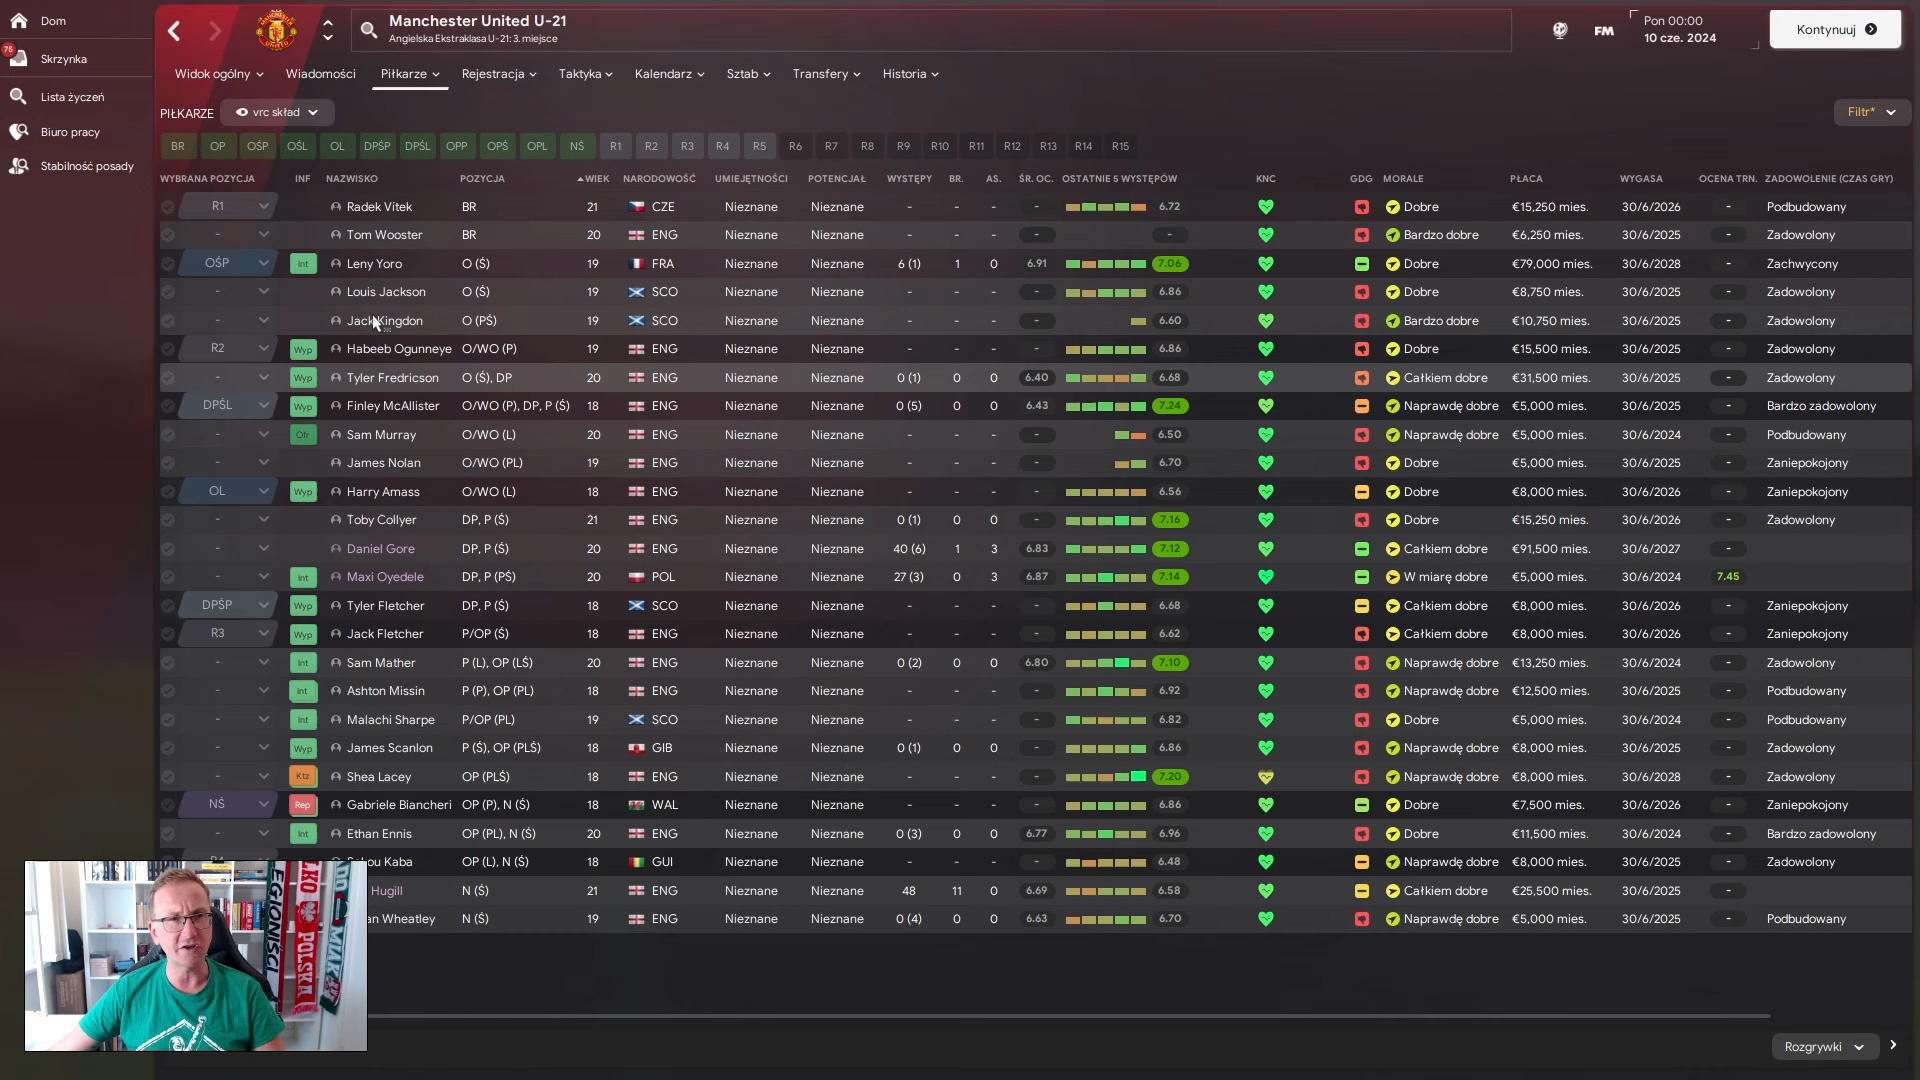 Dom
75
Skrzynka
Lista życzeń
Biuro pracy
Stabilność posady
Manchester United U-21
Angielska Ekstraklasa U-21: 3. miejsce
FM
Pon 00:00
10 cze. 2024
Kontynuuj
Widok ogólny Wiadomości Piłkarze Rejestracja Taktyka Kalendarz Sztab Transfery Historia
PIŁKARZE vrc skład Filtr*
BR OP OŚP OŚL OL DPŚP DPŚL OPP OPŚ OPL NŚ R1 R2 R3 R4 R5 R6 R7 R8 R9 R10 R11 R12 R13 R14 R15
WYBRANA POZYCJA INF NAZWISKO POZYCJA WIEK NARODOWOŚĆ UMIEJĘTNOŚCI POTENCJAŁ WYSTĘPY BR. AS. ŚR. OC. OSTATNIE 5 WYSTĘPÓW KNC GDG MORALE PŁACA WYGASA OCENA TRN. ZADOWOLENIE (CZAS GRY)
R1 Radek Vítek BR 21 CZE Nieznane Nieznane - - - - 6.72 Dobre €15,250 mies. 30/6/2026 - Podbudowany
- Tom Wooster BR 20 ENG Nieznane Nieznane - - - - - Bardzo dobre €6,250 mies. 30/6/2025 - Zadowolony
OŚP Int Leny Yoro O (Ś) 19 FRA Nieznane Nieznane 6 (1) 1 0 6.91 7.06 Dobre €79,000 mies. 30/6/2028 - Zachwycony
- Louis Jackson O (Ś) 19 SCO Nieznane Nieznane - - - - 6.86 Dobre €8,750 mies. 30/6/2025 - Zadowolony
- Jack Kingdon O (PŚ) 19 SCO Nieznane Nieznane - - - - 6.60 Bardzo dobre €10,750 mies. 30/6/2025 - Zadowolony
R2 Wyp Habeeb Ogunneye O/WO (P) 19 ENG Nieznane Nieznane - - - - 6.86 Dobre €15,500 mies. 30/6/2025 - Zadowolony
- Wyp Tyler Fredricson O (Ś), DP 20 ENG Nieznane Nieznane 0 (1) 0 0 6.40 6.68 Całkiem dobre €31,500 mies. 30/6/2025 - Zadowolony
DPŚL Wyp Finley McAllister O/WO (P), DP, P (Ś) 18 ENG Nieznane Nieznane 0 (5) 0 0 6.43 7.24 Naprawdę dobre €5,000 mies. 30/6/2025 - Bardzo zadowolony
- Ofr Sam Murray O/WO (L) 20 ENG Nieznane Nieznane - - - - 6.50 Naprawdę dobre €5,000 mies. 30/6/2024 - Podbudowany
- James Nolan O/WO (PL) 19 ENG Nieznane Nieznane - - - - 6.70 Dobre €5,000 mies. 30/6/2025 - Zaniepokojony
OL Wyp Harry Amass O/WO (L) 18 ENG Nieznane Nieznane - - - - 6.56 Dobre €8,000 mies. 30/6/2026 - Zaniepokojony
- Toby Collyer DP, P (Ś) 21 ENG Nieznane Nieznane 0 (1) 0 0 - 7.16 Dobre €15,250 mies. 30/6/2026 - Zadowolony
- Daniel Gore DP, P (Ś) 20 ENG Nieznane Nieznane 40 (6) 1 3 6.83 7.12 Całkiem dobre €91,500 mies. 30/6/2027 -
- Int Maxi Oyedele DP, P (PŚ) 20 POL Nieznane Nieznane 27 (3) 0 3 6.87 7.14 W miarę dobre €5,000 mies. 30/6/2024 7.45
DPŚP Wyp Tyler Fletcher DP, P (Ś) 18 SCO Nieznane Nieznane - - - - 6.68 Całkiem dobre €8,000 mies. 30/6/2026 - Zaniepokojony
R3 Wyp Jack Fletcher P/OP (Ś) 18 ENG Nieznane Nieznane - - - - 6.62 Całkiem dobre €8,000 mies. 30/6/2026 - Zaniepokojony
- Int Sam Mather P (L), OP (LŚ) 20 ENG Nieznane Nieznane 0 (2) 0 0 6.80 7.10 Naprawdę dobre €13,250 mies. 30/6/2024 - Zadowolony
- Int Ashton Missin P (P), OP (PL) 18 ENG Nieznane Nieznane - - - - 6.92 Naprawdę dobre €12,500 mies. 30/6/2025 - Podbudowany
- Int Malachi Sharpe P/OP (PL) 19 SCO Nieznane Nieznane - - - - 6.82 Dobre €5,000 mies. 30/6/2024 - Podbudowany
- Wyp James Scanlon P (Ś), OP (PLŚ) 18 GIB Nieznane Nieznane 0 (1) 0 0 - 6.86 Naprawdę dobre €8,000 mies. 30/6/2025 - Zadowolony
- Ktz Shea Lacey OP (PLŚ) 18 ENG Nieznane Nieznane - - - - 7.20 Naprawdę dobre €8,000 mies. 30/6/2028 - Zadowolony
NŚ Rep Gabriele Biancheri OP (P), N (Ś) 18 WAL Nieznane Nieznane - - - - 6.86 Dobre €7,500 mies. 30/6/2026 - Zaniepokojony
- Int Ethan Ennis OP (PL), N (Ś) 20 ENG Nieznane Nieznane 0 (3) 0 0 6.77 6.96 Dobre €11,500 mies. 30/6/2024 - Bardzo zadowolony
Kaba OP (L), N (Ś) 18 GUI Nieznane Nieznane - - - - 6.48 Naprawdę dobre €8,000 mies. 30/6/2025 - Zadowolony
Hugill N (Ś) 21 ENG Nieznane Nieznane 48 11 0 6.69 6.58 Całkiem dobre €25,500 mies. 30/6/2025 -
an Wheatley N (Ś) 19 ENG Nieznane Nieznane 0 (4) 0 0 6.63 6.70 Naprawdę dobre €5,000 mies. 30/6/2025 - Podbudowany
EGIONIŚCI
POLSKA
Rozgrywki